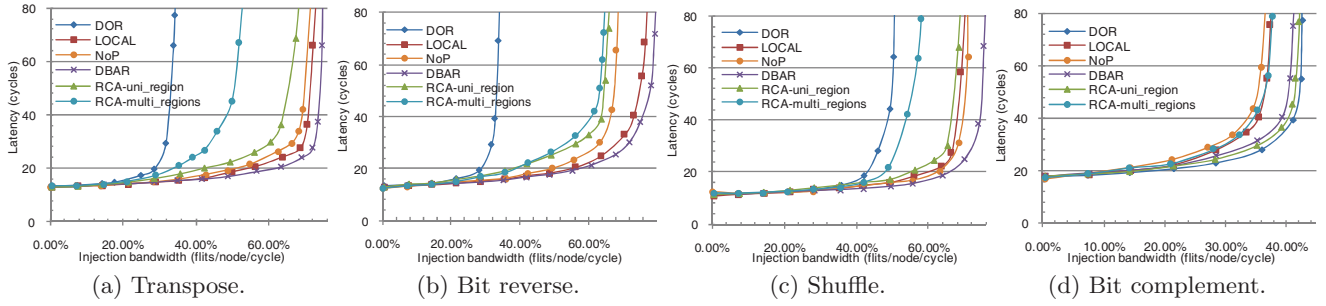 80
60
40
20
0
Latency (cycles)
DOR
LOCAL
NoP
DBAR
RCA-uni_region
RCA-multi_regions
0.00% 20.00% 40.00% 60.00%
Injection bandwidth (flits/node/cycle)
(a) Transpose.
80
60
40
20
0
Latency (cycles)
DOR
LOCAL
NoP
DBAR
RCA-uni_region
RCA-multi_regions
0.00% 20.00% 40.00% 60.00%
Injection bandwidth (flits/node/cycle)
(b) Bit reverse.
80
60
40
20
0
Latency (cycles)
DOR
LOCAL
NoP
DBAR
RCA-uni_region
RCA-multi_regions
0.00% 20.00% 40.00% 60.00%
Injection bandwidth (flits/node/cycle)
(c) Shuffle.
80
60
40
20
0
Latency (cycles)
DOR
LOCAL
NoP
DBAR
RCA-uni_region
RCA-multi_regions
0.00% 10.00% 20.00% 30.00% 40.00%
Injection bandwidth (flits/node/cycle)
(d) Bit complement.